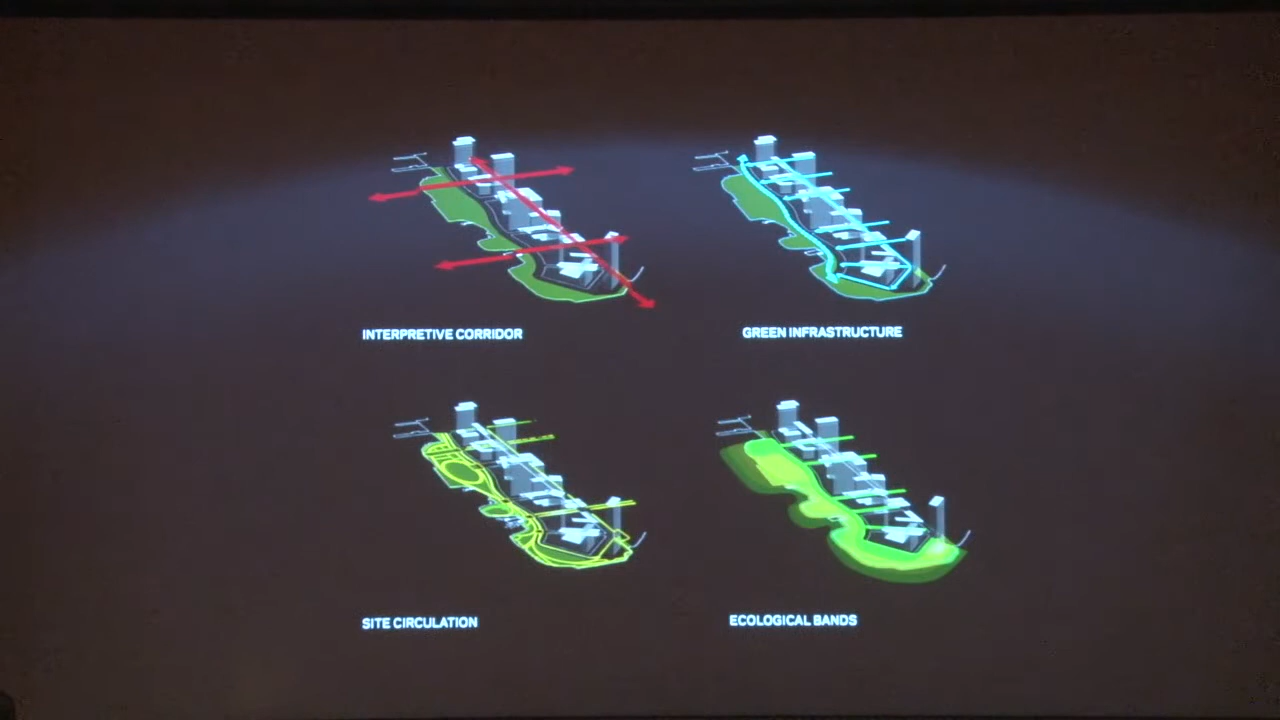 INTERPRETIVE CORRIDOR
GREEN INFRASTRUCTURE
SITE CIRCULATION
ECOLOGICAL BANDS